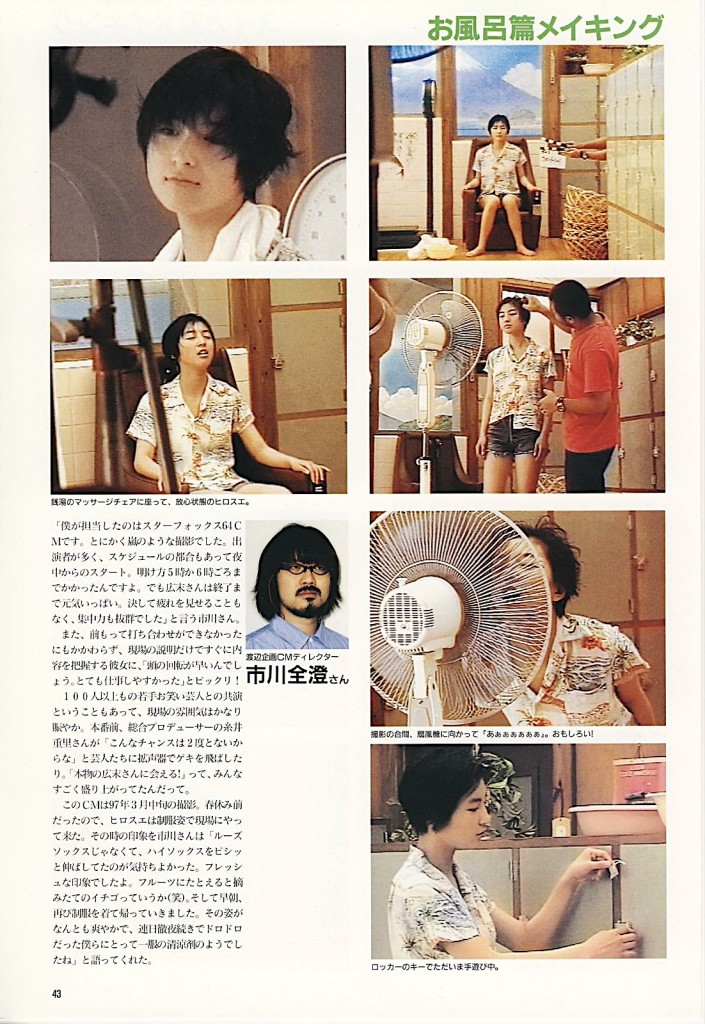 お風呂篇メイキング
銭湯のマッサージチェアに座って、放心状態のヒロスエ。
「僕が担当したのはスターフォックス64C
Mです。とにかく嵐のような撮影でした。出
演者が多く、スケジュールの都合もあって夜
中からのスタート。明け方5時か6時ごろま
でかかったんですよ。でも広末さんは終了ま
で元気いっぱい。決して疲れを見せることも
なく、集中力も抜群でした」と言う市川さん。
また、前もって打ち合わせができなかった
にもかかわらず、現場の説明だけですぐに内
容を把握する彼女に、「頭の回転が早いんでし
ょう。とても仕事しやすかった」とビックリ!
100人以上もの若手お笑い芸人との共演
ということもあって、現場の雰囲気はかなり
賑やか。本番前、総合プロデューサーの糸井
重里さんが「こんなチャンスは2度とないか
らな」と芸人たちに拡声器でゲキを飛ばした
り。「本物の広末さんに会える!」って、みんな
すごく盛り上がってたんだって。
このCMは97年3月中旬の撮影。春休み前
だったので、ヒロスエは制服姿で現場にやっ
て来た。その時の印象を市川さんは「ルーズ
ソックスじゃなくて、ハイソックスをピシッ
と伸ばしてたのが気持ちよかった。フレッシ
ュな印象でしたよ。フルーツにたとえると摘
みたてのイチゴっていうか(笑)。そして早朝、
再び制服を着て帰っていきました。その姿が
なんとも爽やかで、連日徹夜続きでドロドロ
だった僕らにとって一服の清涼剤のようでし
たね」と語ってくれた。
渡辺企画CMディレクター
市川全澄さん
撮影の合間、扇風機に向かって「あぁぁぁぁぁぁ』。おもしろい!
ロッカーのキーでただいま手遊び中。
43